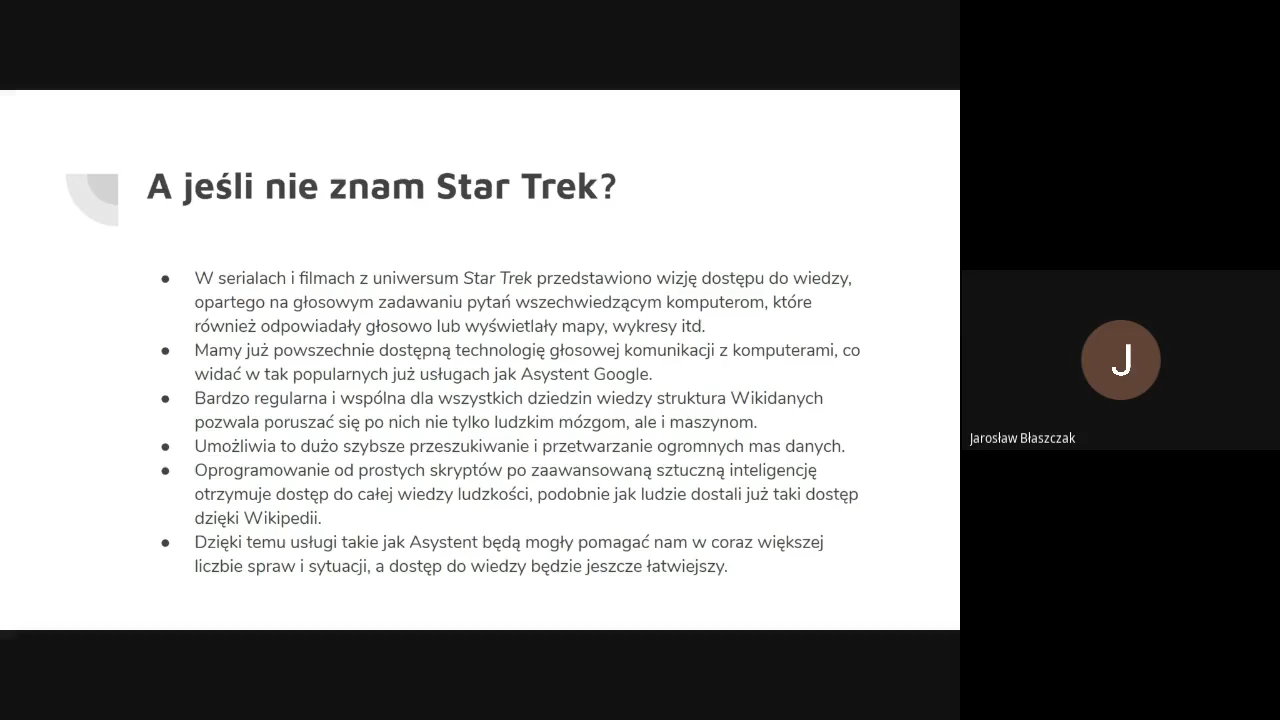 A jeśli nie znam Star Trek?
● W serialach i filmach z uniwersum Star Trek przedstawiono wizję dostępu do wiedzy,
opartego na głosowym zadawaniu pytań wszechwiedzącym komputerom, które
również odpowiadały głosowo lub wyświetlały mapy, wykresy itd.
● Mamy już powszechnie dostępną technologię głosowej komunikacji z komputerami, co
widać w tak popularnych już usługach jak Asystent Google.
● Bardzo regularna i wspólna dla wszystkich dziedzin wiedzy struktura Wikidanych
pozwala poruszać się po nich nie tylko ludzkim mózgom, ale i maszynom.
● Umożliwia to dużo szybsze przeszukiwanie i przetwarzanie ogromnych mas danych.
● Oprogramowanie od prostych skryptów po zaawansowaną sztuczną inteligencję
otrzymuje dostęp do całej wiedzy ludzkości, podobnie jak ludzie dostali już taki dostęp
dzięki Wikipedii.
● Dzięki temu usługi takie jak Asystent będą mogły pomagać nam w coraz większej
liczbie spraw i sytuacji, a dostęp do wiedzy będzie jeszcze łatwiejszy.
J
Jarosław Błaszczak